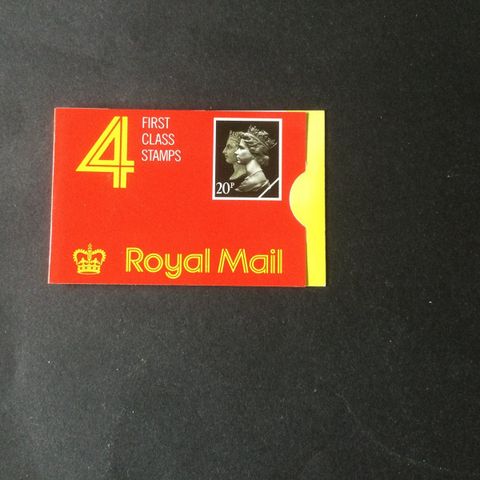 4
FIRST
CLASS
STAMPS
20P
Royal Mail